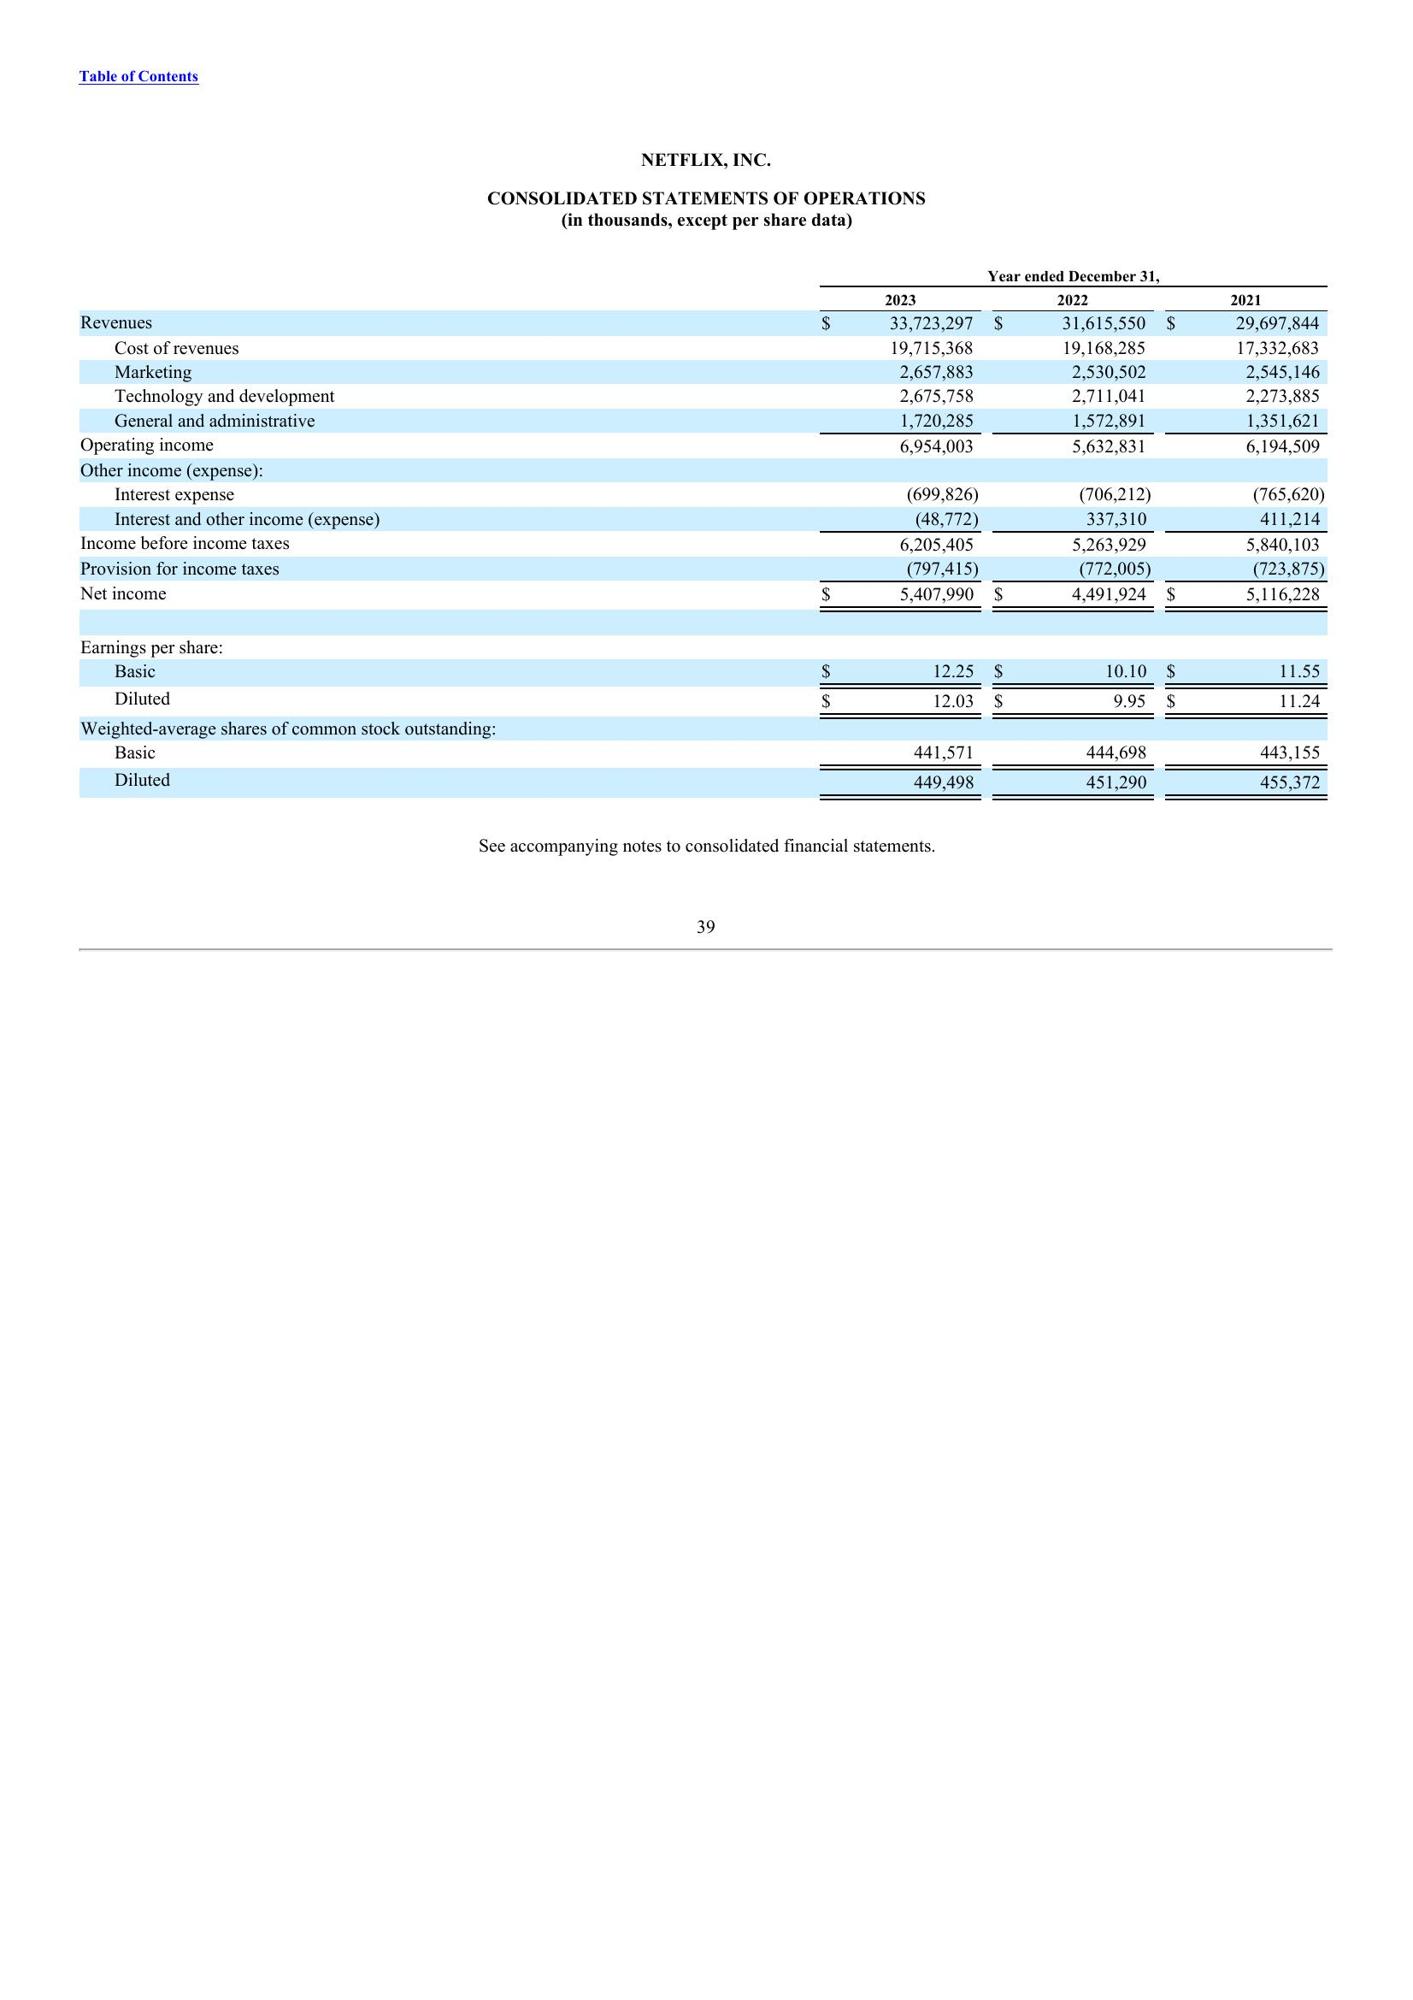 Table of Contents
NETFLIX, INC.
CONSOLIDATED STATEMENTS OF OPERATIONS
(in thousands, except per share data)
Year ended December 31,
2023 2022 2021
Revenues $ 33,723,297 $ 31,615,550 $ 29,697,844
Cost of revenues 19,715,368 19,168,285 17,332,683
Marketing 2,657,883 2,530,502 2,545,146
Technology and development 2,675,758 2,711,041 2,273,885
General and administrative 1,720,285 1,572,891 1,351,621
Operating income 6,954,003 5,632,831 6,194,509
Other income (expense):
Interest expense (699,826) (706,212) (765,620)
Interest and other income (expense) (48,772) 337,310 411,214
Income before income taxes 6,205,405 5,263,929 5,840,103
Provision for income taxes (797,415) (772,005) (723,875)
Net income $ 5,407,990 $ 4,491,924 $ 5,116,228
Earnings per share:
Basic $ 12.25 $ 10.10 $ 11.55
Diluted $ 12.03 $ 9.95 $ 11.24
Weighted-average shares of common stock outstanding:
Basic 441,571 444,698 443,155
Diluted 449,498 451,290 455,372
See accompanying notes to consolidated financial statements.
39